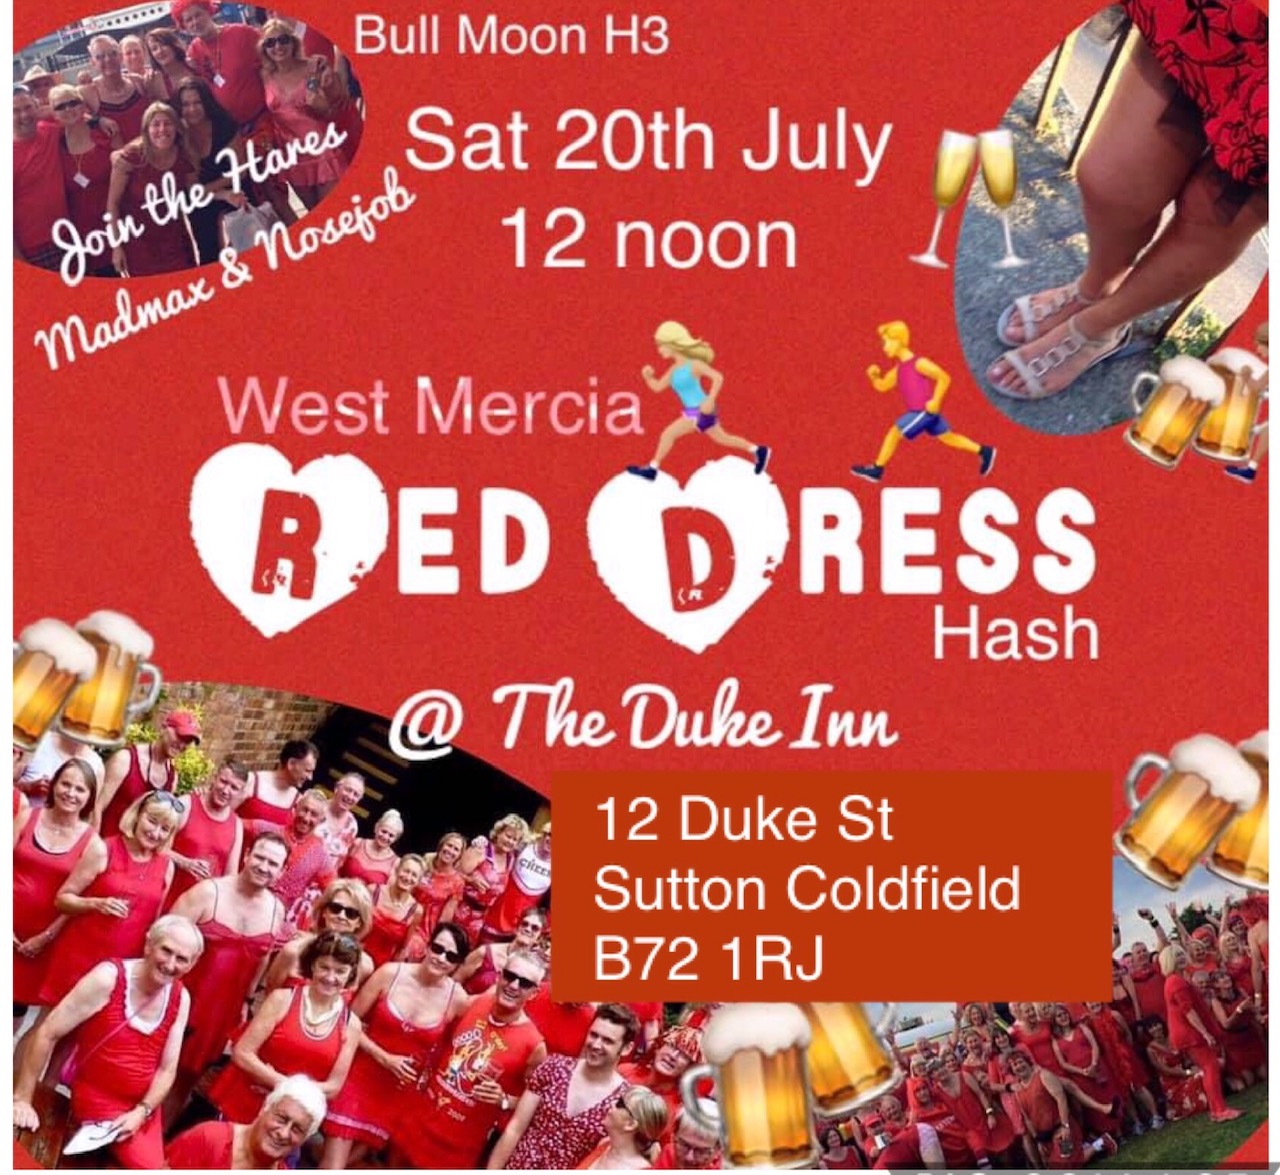 Bull Moon H3
Sat 20th July
12 noon
Join the Hares
Madmax & Nosejob
West Mercia
RED DRESS
Hash
@ The Duke Inn
12 Duke St
Sutton Coldfield
B72 1RJ